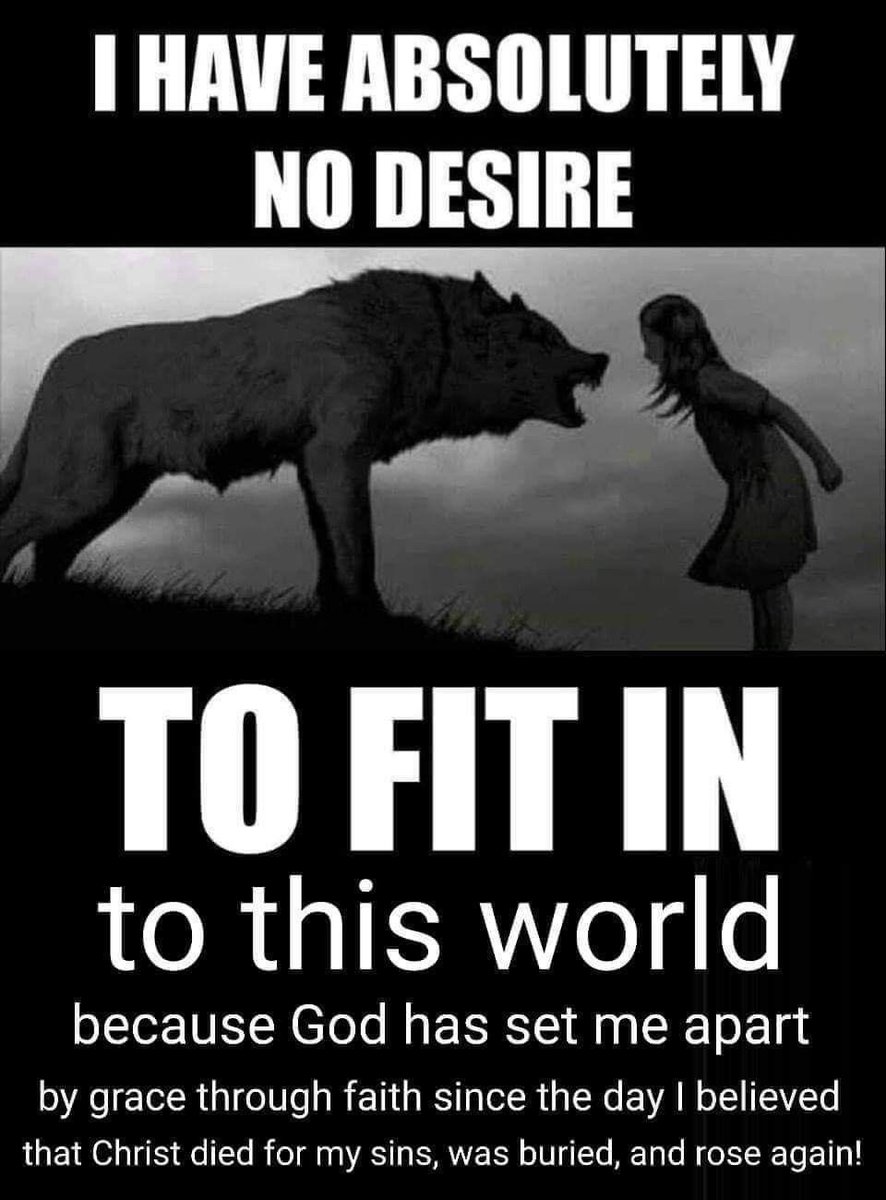 I HAVE ABSOLUTELY
NO DESIRE
TO FIT IN
to this world
because God has set me apart
by grace through faith since the day I believed
that Christ died for my sins, was buried, and rose again!